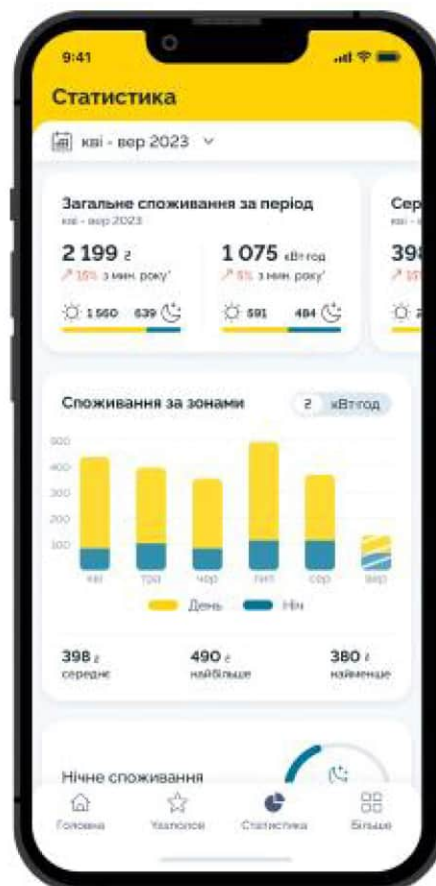 9:41
Статистика
кві - вер 2023
Загальне споживання за період
кві - вер 2023
2 199 ₴
↗ 15% з мин. року*
1 560 639
1 075 кВт·год
↗ 5% з мин. року*
591 484
Сер
398
Споживання за зонами
₴ кВт·год
500
400
300
200
100
кві тра чер лип сер вер
День Ніч
398 ₴
середнє
490 ₴
найбільше
380 ₴
найменше
Нічне споживання
Головна Статистика Більше